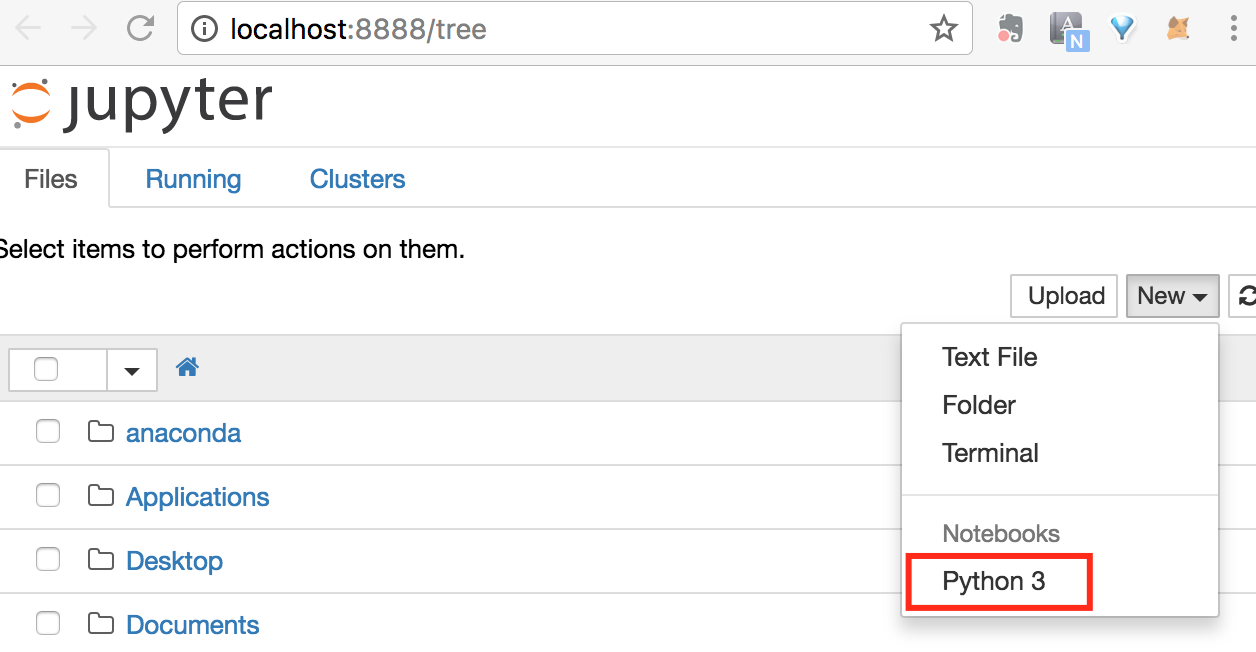 localhost:8888/tree
A
N
jupyter
Files Running Clusters
Select items to perform actions on them.
Upload New
Text File
Folder
Terminal
Notebooks
Python 3
anaconda
Applications
Desktop
Documents